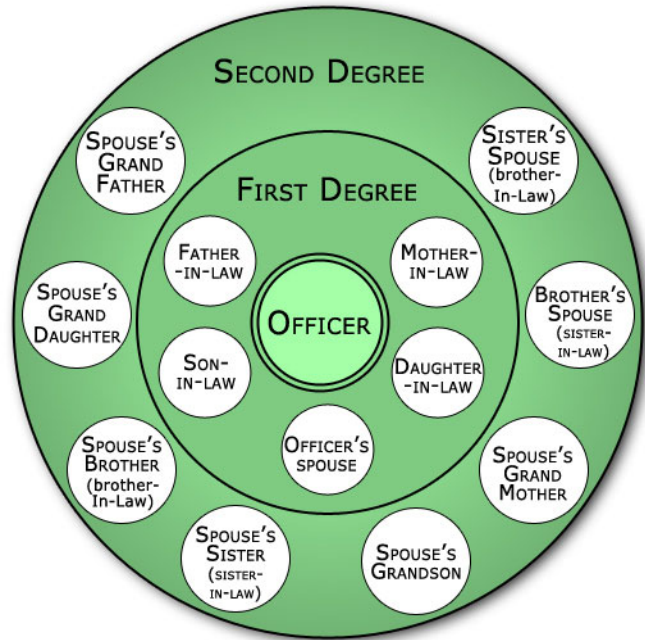 SECOND DEGREE
SPOUSE'S
GRAND
FATHER
SISTER'S
SPOUSE
(brother-
In-Law)
FIRST DEGREE
FATHER
-IN-LAW
MOTHER-
IN-LAW
SPOUSE'S
GRAND
DAUGHTER
OFFICER
BROTHER'S
SPOUSE
(SISTER-
IN-LAW)
SON-
IN-LAW
DAUGHTER
-IN-LAW
SPOUSE'S
BROTHER
(brother-
In-Law)
OFFICER'S
SPOUSE
SPOUSE'S
GRAND
MOTHER
SPOUSE'S
SISTER
(SISTER-
IN-LAW)
SPOUSE'S
GRANDSON